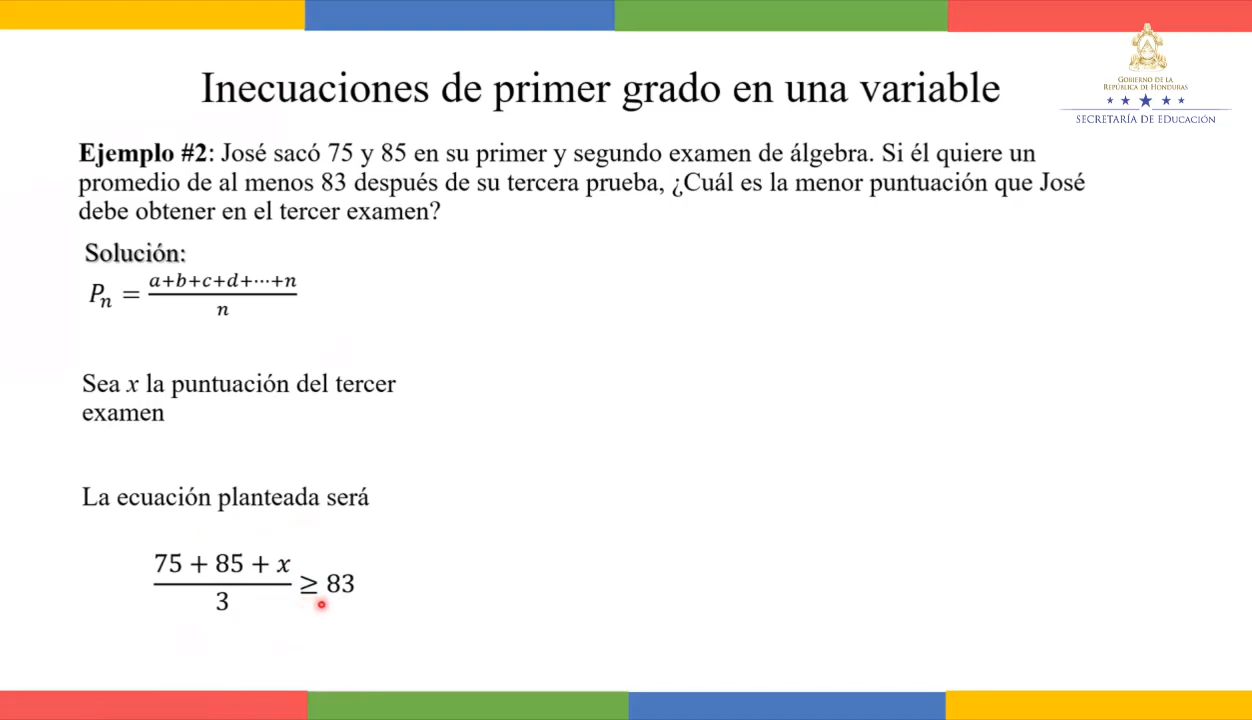 GOBIERNO DE LA
REPÚBLICA DE HONDURAS
SECRETARÍA DE EDUCACIÓN
Inecuaciones de primer grado en una variable
Ejemplo #2: José sacó 75 y 85 en su primer y segundo examen de álgebra. Si él quiere un
promedio de al menos 83 después de su tercera prueba, ¿Cuál es la menor puntuación que José
debe obtener en el tercer examen?
Solución:
Pₙ = (a+b+c+d+⋯+n)/n
Sea x la puntuación del tercer
examen
La ecuación planteada será
(75 + 85 + x)/3 ≥ 83